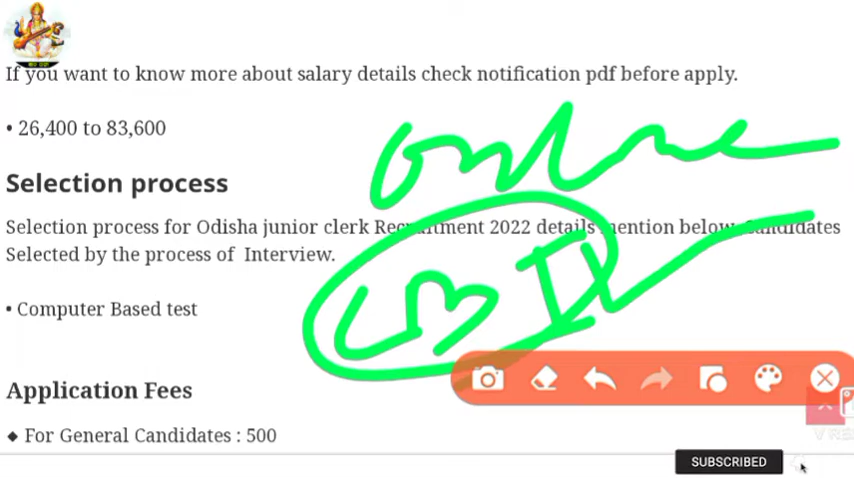 If you want to know more about salary details check notification pdf before apply.
• 26,400 to 83,600
online
Selection process
Selection process for Odisha junior clerk Recruitment 2022 details mention below. Candidates
Selected by the process of Interview.
• Computer Based test
Application Fees
◆ For General Candidates : 500
SUBSCRIBED